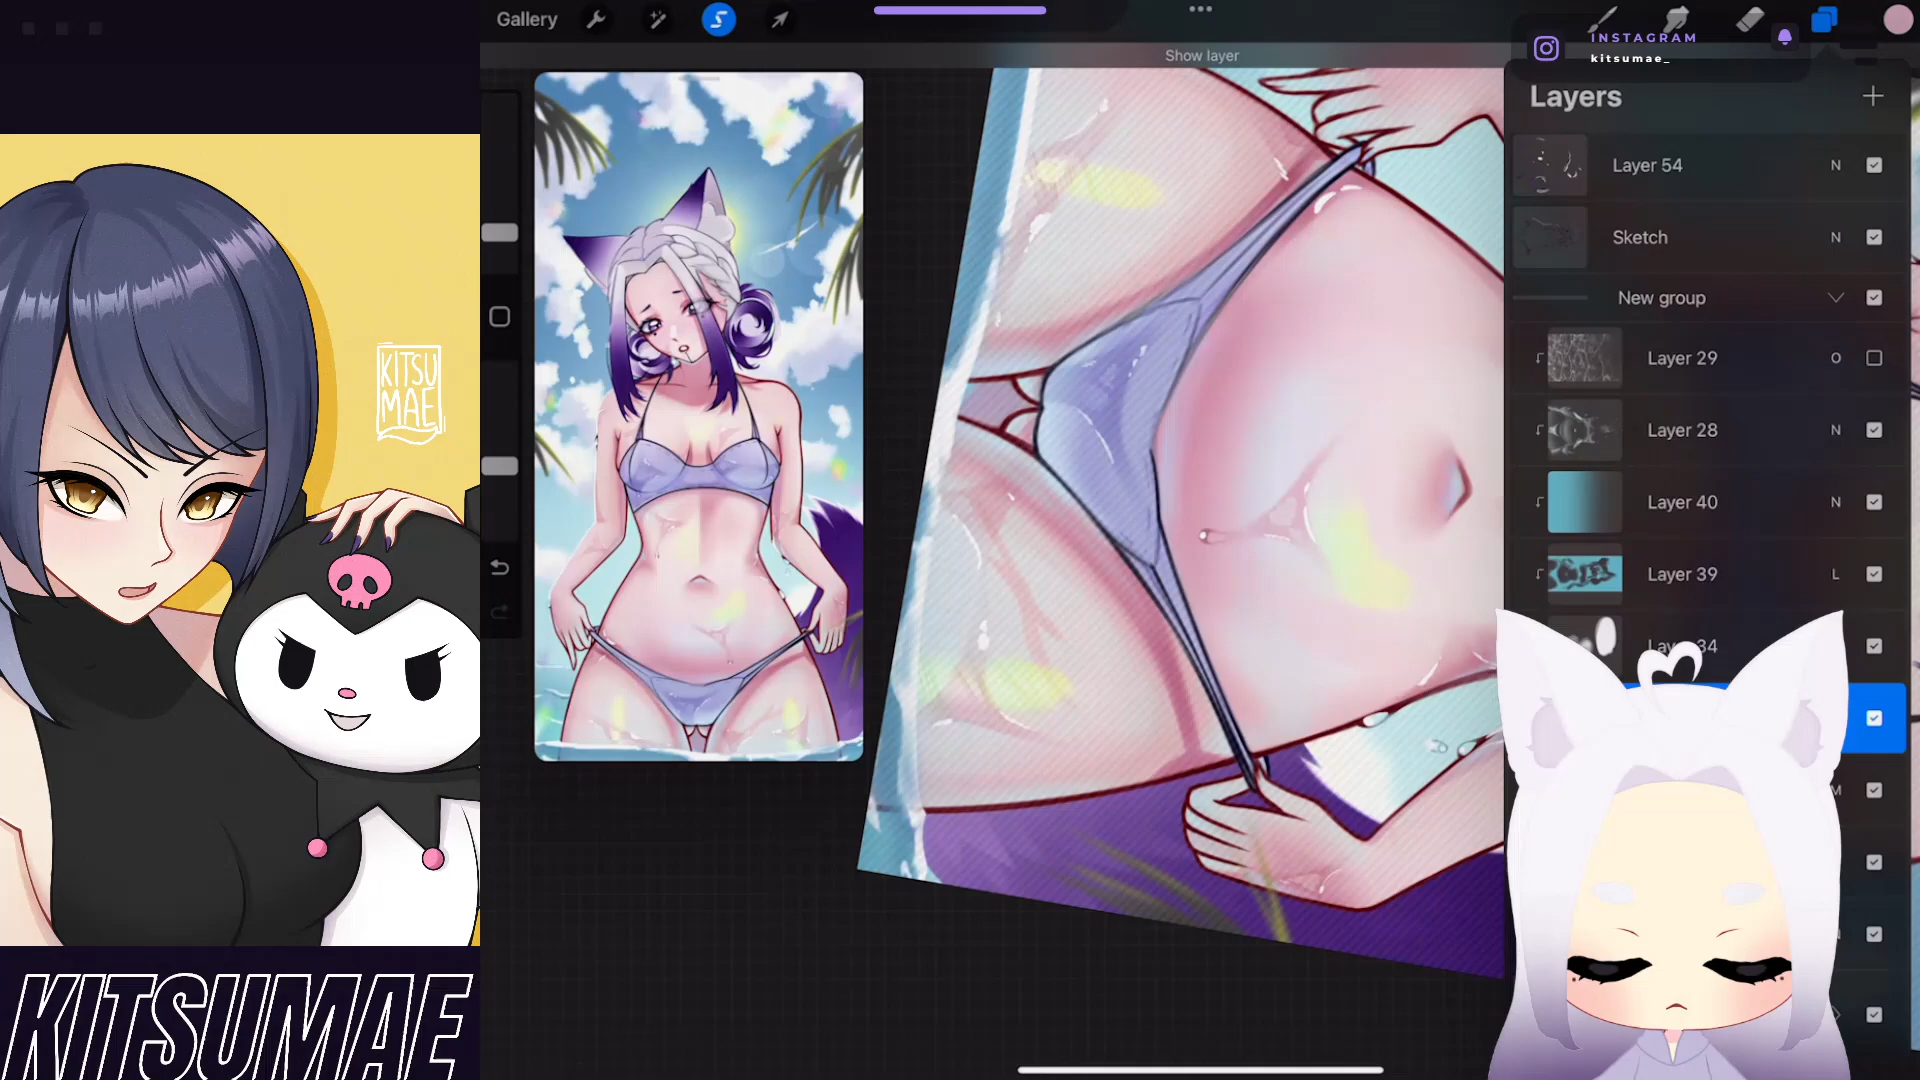 Gallery
Show layer
INSTAGRAM
kitsumae_
Layers
Layer 54
N
Sketch
N
New group
Layer 29
O
Layer 28
N
Layer 40
N
Layer 39
L
34
M
KITSU
MAE
KITSUMAE